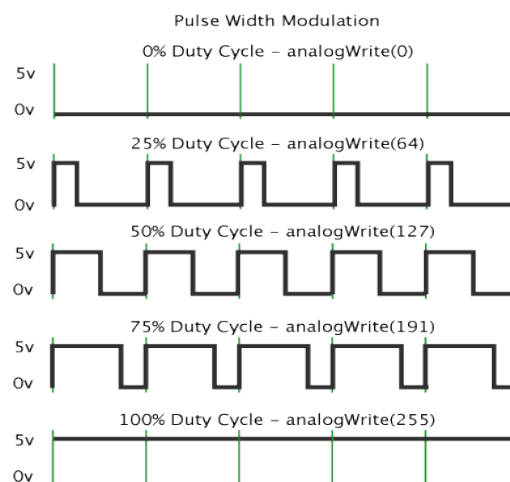 Pulse Width Modulation
0% Duty Cycle – analogWrite(0)
5v
0v
25% Duty Cycle – analogWrite(64)
5v
0v
50% Duty Cycle – analogWrite(127)
5v
0v
75% Duty Cycle – analogWrite(191)
5v
0v
100% Duty Cycle – analogWrite(255)
5v
0v